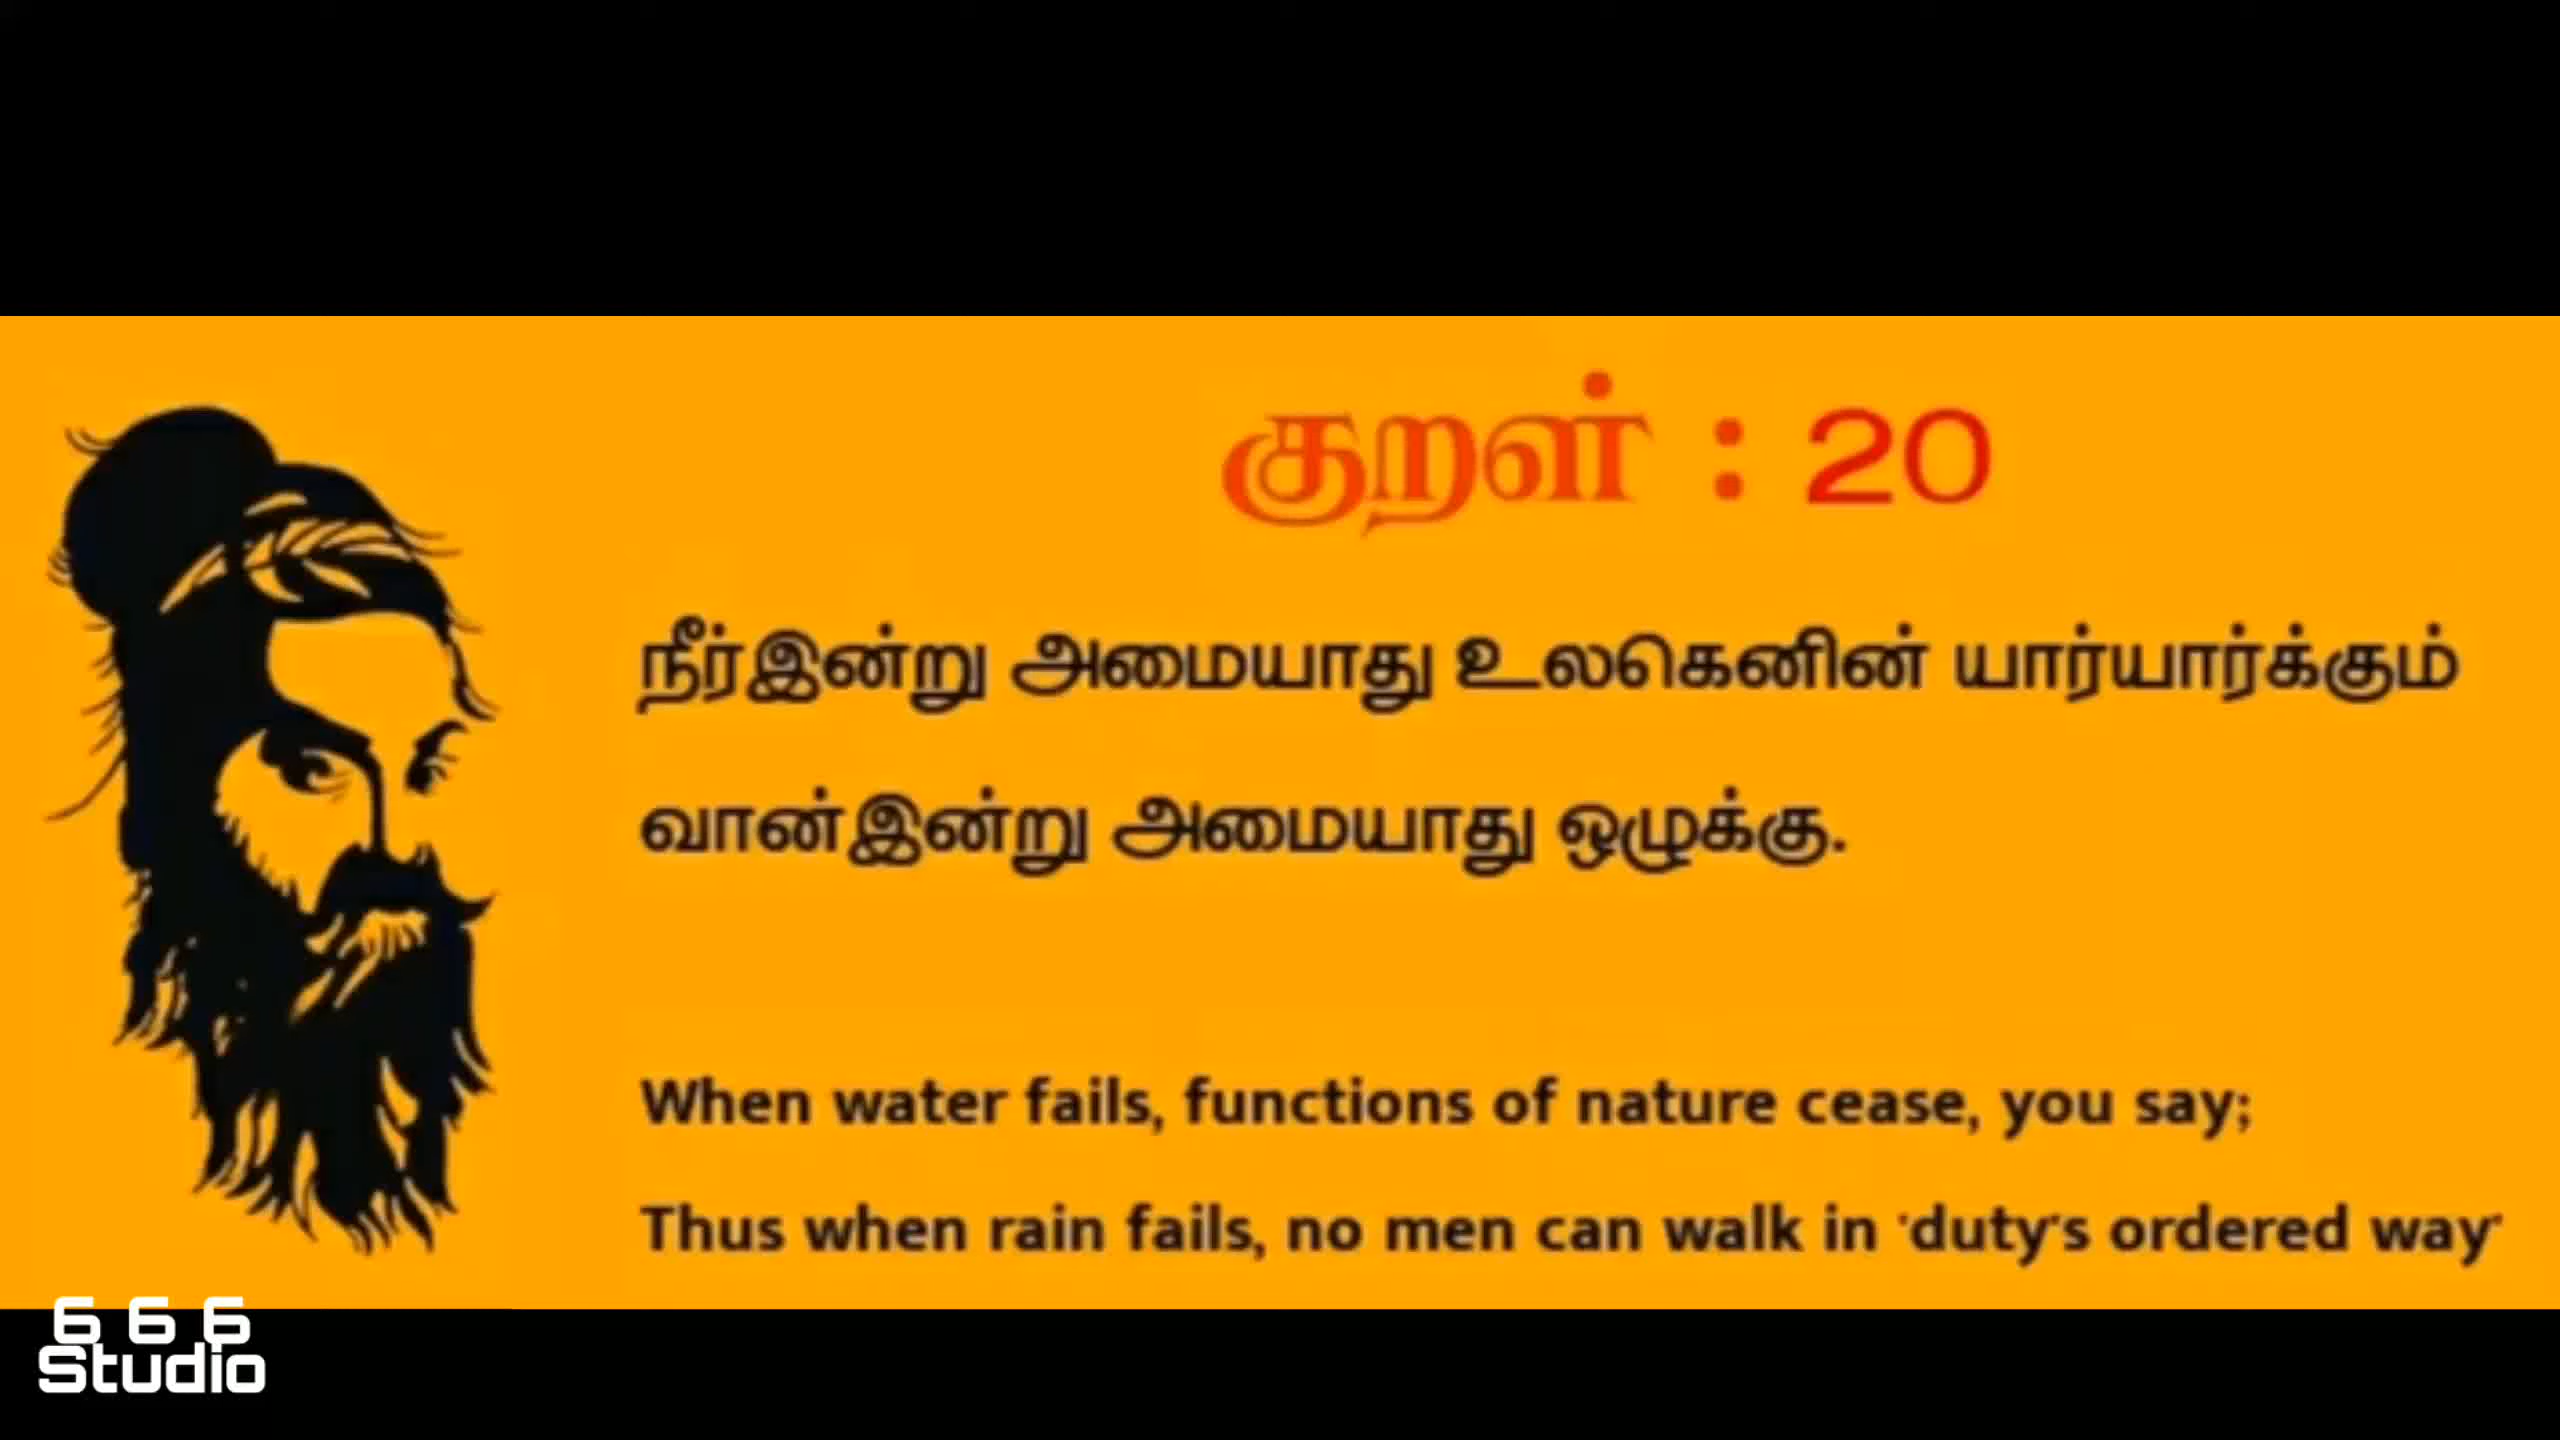 குறள் : 20
நீர்இன்று அமையாது உலகெனின் யார்யார்க்கும்
வான்இன்று அமையாது ஒழுக்கு.
When water fails, functions of nature cease, you say;
Thus when rain fails, no men can walk in 'duty's ordered way'
6 6 6
Studio